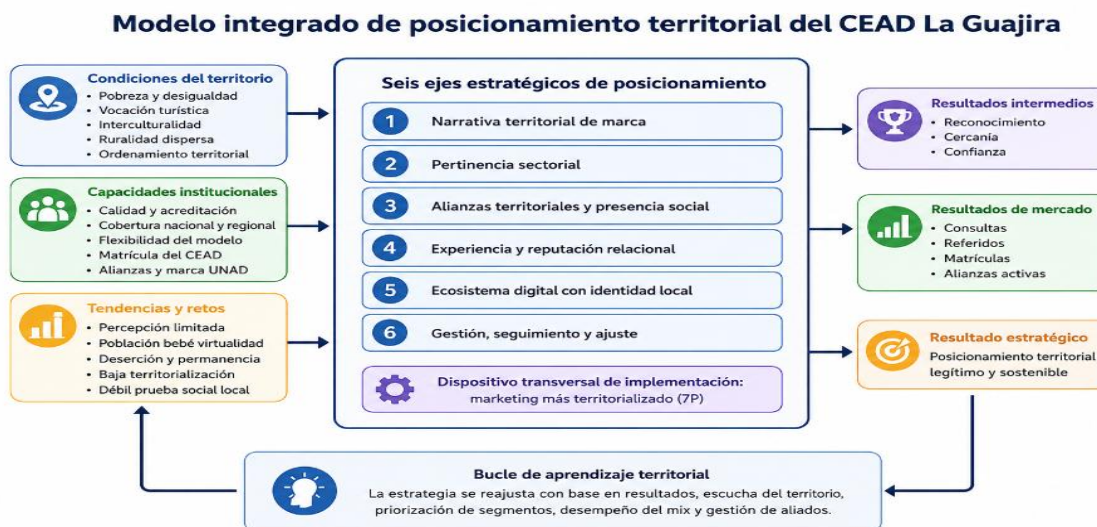 Modelo integrado de posicionamiento territorial del CEAD La Guajira
Condiciones del territorio
• Pobreza y desigualdad
• Vocación turística
• Interculturalidad
• Ruralidad dispersa
• Ordenamiento territorial
Capacidades institucionales
• Calidad y acreditación
• Cobertura nacional y regional
• Flexibilidad del modelo
• Matrícula del CEAD
• Alianzas y marca UNAD
Tendencias y retos
• Percepción limitada
• Población bebé virtualidad
• Deserción y permanencia
• Baja territorialización
• Débil prueba social local
Seis ejes estratégicos de posicionamiento
1 Narrativa territorial de marca
2 Pertinencia sectorial
3 Alianzas territoriales y presencia social
4 Experiencia y reputación relacional
5 Ecosistema digital con identidad local
6 Gestión, seguimiento y ajuste
Dispositivo transversal de implementación:
marketing más territorializado (7P)
Resultados intermedios
• Reconocimiento
• Cercanía
• Confianza
Resultados de mercado
• Consultas
• Referidos
• Matrículas
• Alianzas activas
Resultado estratégico
Posicionamiento territorial
legítimo y sostenible
Bucle de aprendizaje territorial
La estrategia se reajusta con base en resultados, escucha del territorio,
priorización de segmentos, desempeño del mix y gestión de aliados.